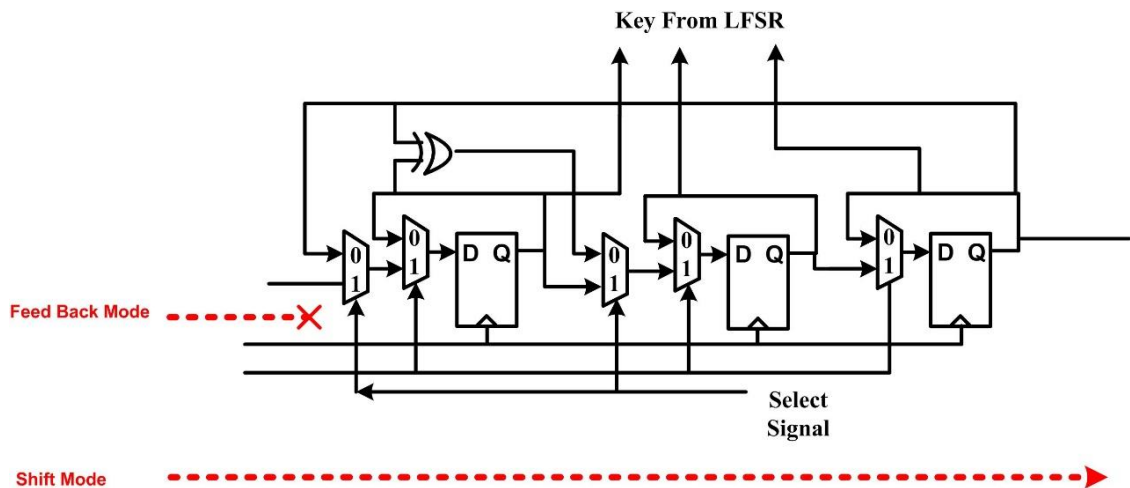 Key From LFSR
0
1
0
1
D Q
0
1
0
1
D Q
0
1
D Q
Feed Back Mode
Select
Signal
Shift Mode